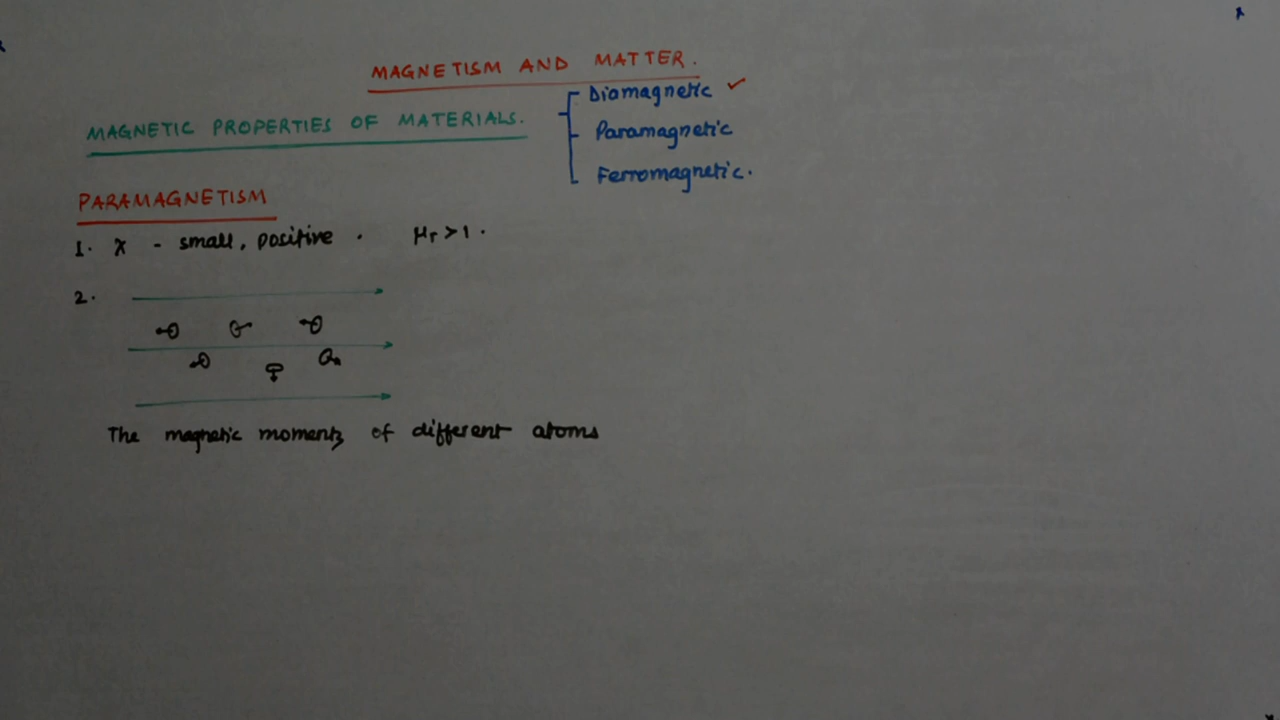 MAGNETISM AND MATTER.
MAGNETIC PROPERTIES OF MATERIALS.
Diamagnetic ✓
Paramagnetic
Ferromagnetic.
PARAMAGNETISM
1. χ - small, positive . μr > 1.
2.
The magnetic moments of different atoms